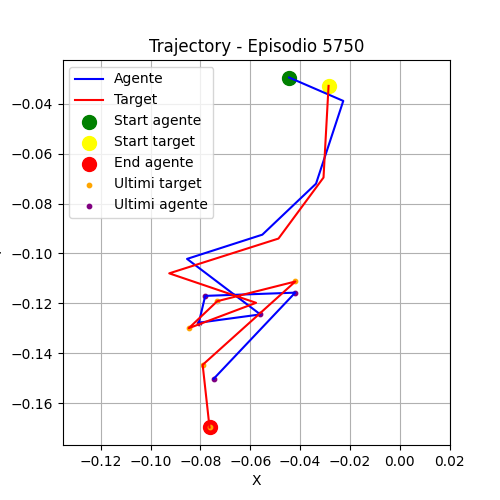 Trajectory - Episodio 5750
Agente
Target
Start agente
Start target
End agente
Ultimi target
Ultimi agente
−0.04
−0.06
−0.08
−0.10
−0.12
−0.14
−0.16
−0.12
−0.10
−0.08
−0.06
−0.04
−0.02
0.00
0.02
X